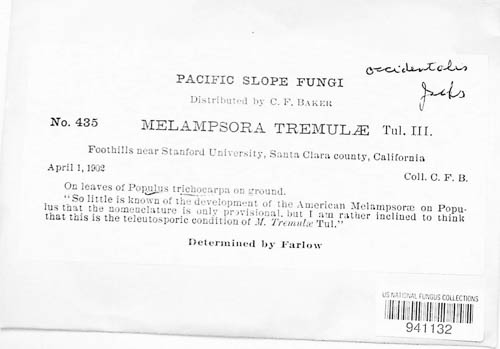 occidentalis
Jacks
PACIFIC SLOPE FUNGI
Distributed by C. F. BAKER
No. 435 MELAMPSORA TREMULÆ Tul. III.
Foothills near Stanford University, Santa Clara county, California
April 1, 1902 Coll. C. F. B.
On leaves of Populus trichocarpa on ground.
"So little is known of the development of the American Melampsoræ on Popu-
lus that the nomenclature is only provisional, but I am rather inclined to think
that this is the teleutosporic condition of M. Tremulæ Tul."
Determined by Farlow
US NATIONAL FUNGUS COLLECTIONS
941132